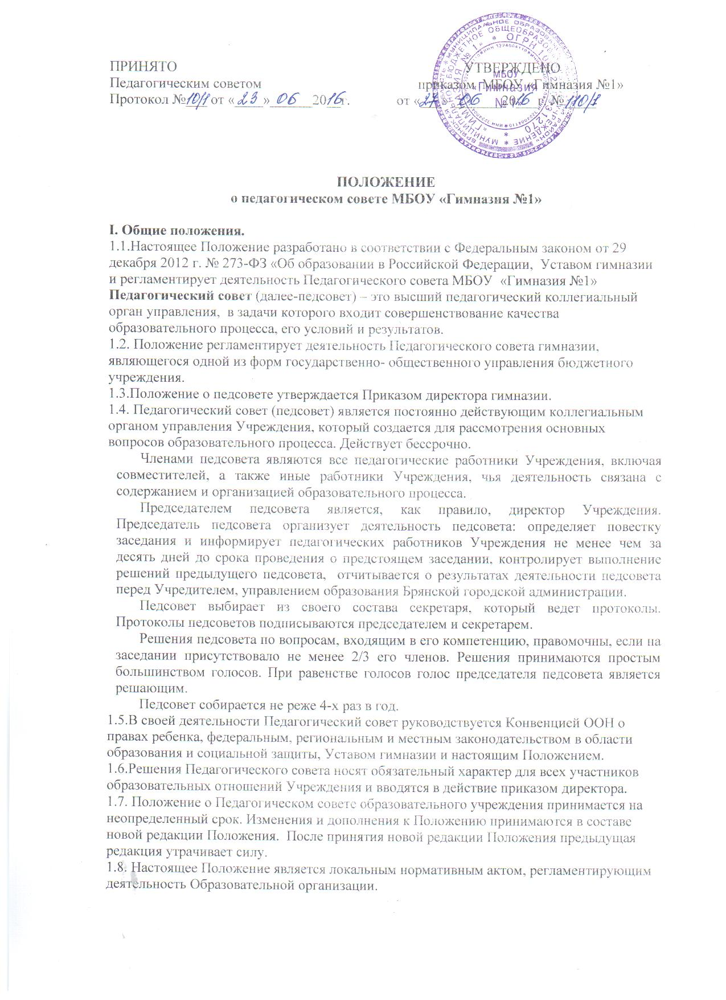 ПРИНЯТО
Педагогическим советом
Протокол №10/1 от «23» 06 2016г.
УТВЕРЖДЕНО
приказом МБОУ «Гимназия №1»
от «27» 06 2016 г. № 110/1
МБОУ
«Гимназия
№ 1»
ПОЛОЖЕНИЕ
о педагогическом совете МБОУ «Гимназия №1»
I. Общие положения.
1.1.Настоящее Положение разработано в соответствии с Федеральным законом от 29
декабря 2012 г. № 273-ФЗ «Об образовании в Российской Федерации, Уставом гимназии
и регламентирует деятельность Педагогического совета МБОУ «Гимназия №1»
Педагогический совет (далее-педсовет) – это высший педагогический коллегиальный
орган управления, в задачи которого входит совершенствование качества
образовательного процесса, его условий и результатов.
1.2. Положение регламентирует деятельность Педагогического совета гимназии,
являющегося одной из форм государственно- общественного управления бюджетного
учреждения.
1.3.Положение о педсовете утверждается Приказом директора гимназии.
1.4. Педагогический совет (педсовет) является постоянно действующим коллегиальным
органом управления Учреждения, который создается для рассмотрения основных
вопросов образовательного процесса. Действует бессрочно.
Членами педсовета являются все педагогические работники Учреждения, включая
совместителей, а также иные работники Учреждения, чья деятельность связана с
содержанием и организацией образовательного процесса.
Председателем педсовета является, как правило, директор Учреждения.
Председатель педсовета организует деятельность педсовета: определяет повестку
заседания и информирует педагогических работников Учреждения не менее чем за
десять дней до срока проведения о предстоящем заседании, контролирует выполнение
решений предыдущего педсовета, отчитывается о результатах деятельности педсовета
перед Учредителем, управлением образования Брянской городской администрации.
Педсовет выбирает из своего состава секретаря, который ведет протоколы.
Протоколы педсоветов подписываются председателем и секретарем.
Решения педсовета по вопросам, входящим в его компетенцию, правомочны, если на
заседании присутствовало не менее 2/3 его членов. Решения принимаются простым
большинством голосов. При равенстве голосов голос председателя педсовета является
решающим.
Педсовет собирается не реже 4-х раз в год.
1.5.В своей деятельности Педагогический совет руководствуется Конвенцией ООН о
правах ребенка, федеральным, региональным и местным законодательством в области
образования и социальной защиты, Уставом гимназии и настоящим Положением.
1.6.Решения Педагогического совета носят обязательный характер для всех участников
образовательных отношений Учреждения и вводятся в действие приказом директора.
1.7. Положение о Педагогическом совете образовательного учреждения принимается на
неопределенный срок. Изменения и дополнения к Положению принимаются в составе
новой редакции Положения. После принятия новой редакции Положения предыдущая
редакция утрачивает силу.
1.8. Настоящее Положение является локальным нормативным актом, регламентирующим
деятельность Образовательной организации.